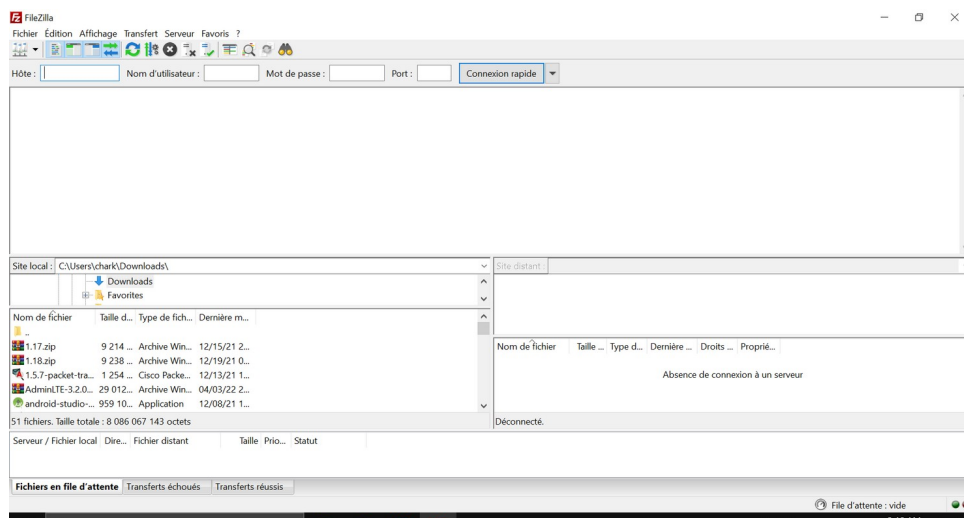 FileZilla
Fichier Édition Affichage Transfert Serveur Favoris ?
Hôte : Nom d'utilisateur : Mot de passe : Port : Connexion rapide
Site local : C:\Users\chark\Downloads\
Site distant :
Downloads
Favorites
Nom de fichier Taille d... Type de fich... Dernière m...
..
1.17.zip 9 214 ... Archive Win... 12/15/21 2...
1.18.zip 9 238 ... Archive Win... 12/19/21 0...
1.5.7-packet-tra... 1 254 ... Cisco Packe... 12/13/21 1...
AdminLTE-3.2.0... 29 012... Archive Win... 04/03/22 2...
android-studio-... 959 10... Application 12/08/21 1...
51 fichiers. Taille totale : 8 086 067 143 octets
Nom de fichier Taille ... Type d... Dernière ... Droits ... Proprié...
Absence de connexion à un serveur
Déconnecté.
Serveur / Fichier local Dire... Fichier distant Taille Prio... Statut
Fichiers en file d'attente Transferts échoués Transferts réussis
File d'attente : vide